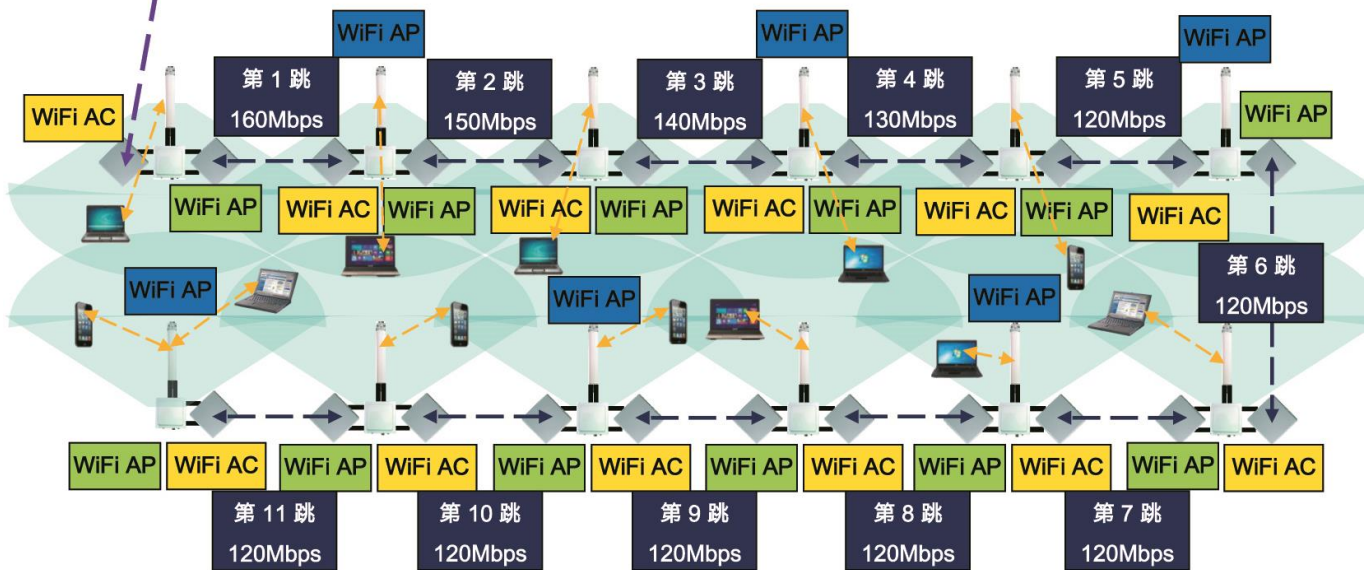 WiFi AP
WiFi AP
WiFi AP
第 1 跳
160Mbps
第 2 跳
150Mbps
第 3 跳
140Mbps
第 4 跳
130Mbps
第 5 跳
120Mbps
WiFi AC
WiFi AP
WiFi AP
WiFi AC
WiFi AP
WiFi AC
WiFi AP
WiFi AC
WiFi AP
WiFi AC
WiFi AP
WiFi AC
第 6 跳
120Mbps
WiFi AP
WiFi AP
WiFi AP
WiFi AP
WiFi AC
WiFi AP
WiFi AC
WiFi AP
WiFi AC
WiFi AP
WiFi AC
WiFi AP
WiFi AC
WiFi AP
WiFi AC
第 11 跳
120Mbps
第 10 跳
120Mbps
第 9 跳
120Mbps
第 8 跳
120Mbps
第 7 跳
120Mbps